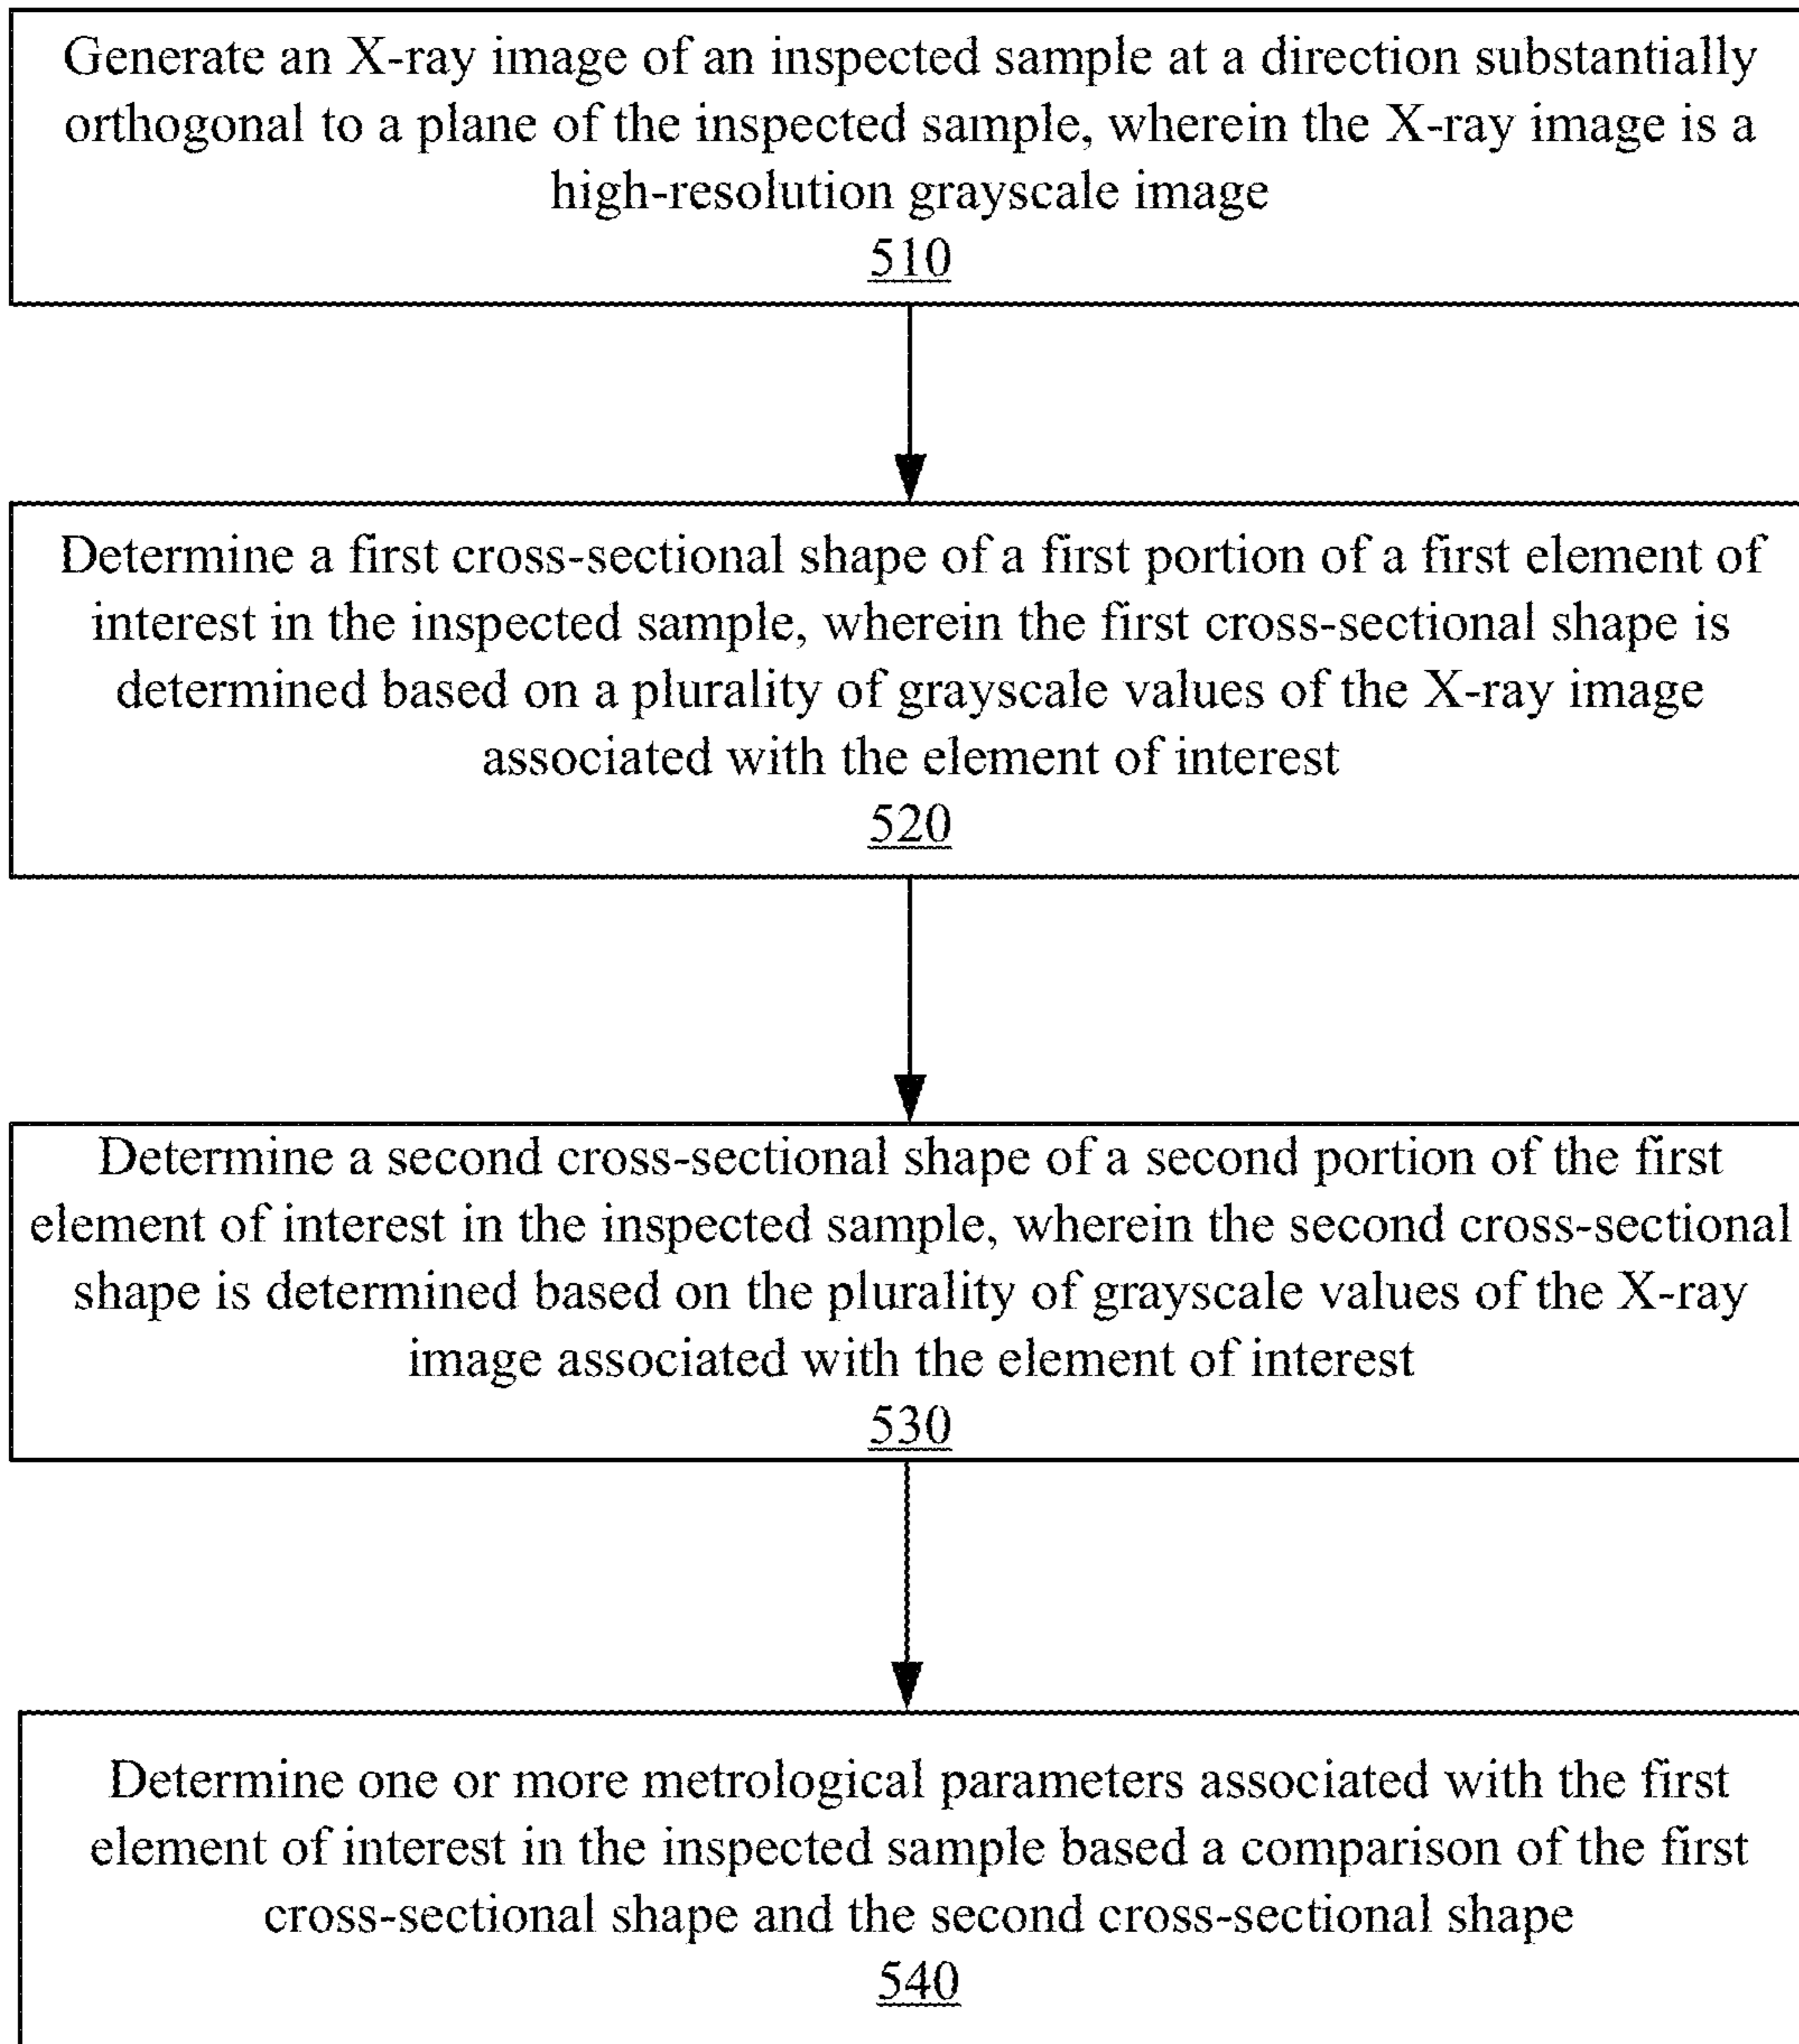 Generate an X-ray image of an inspected sample at a direction substantially
orthogonal to a plane of the inspected sample, wherein the X-ray image is a
high-resolution grayscale image
510
Determine a first cross-sectional shape of a first portion of a first element of
interest in the inspected sample, wherein the first cross-sectional shape is
determined based on a plurality of grayscale values of the X-ray image
associated with the element of interest
520
Determine a second cross-sectional shape of a second portion of the first
element of interest in the inspected sample, wherein the second cross-sectional
shape is determined based on the plurality of grayscale values of the X-ray
image associated with the element of interest
530
Determine one or more metrological parameters associated with the first
element of interest in the inspected sample based a comparison of the first
cross-sectional shape and the second cross-sectional shape
540